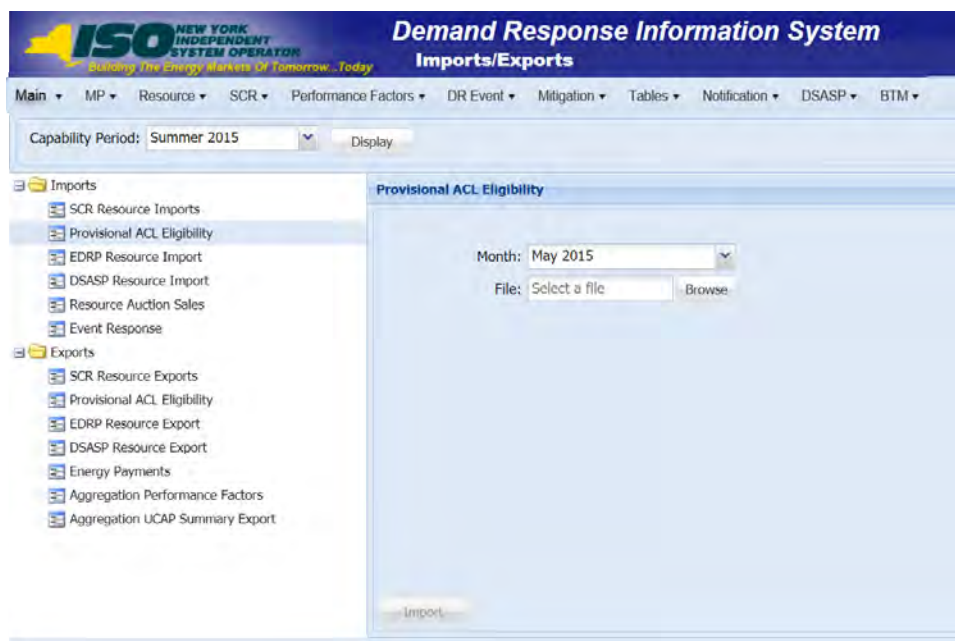 NEW YORK
INDEPENDENT
SYSTEM OPERATOR
ISO
Building The Energy Markets Of Tomorrow...Today
Demand Response Information System
Imports/Exports
Main MP Resource SCR Performance Factors DR Event Mitigation Tables Notification DSASP BTM
Capability Period: Summer 2015 Display
Imports
SCR Resource Imports
Provisional ACL Eligibility
EDRP Resource Import
DSASP Resource Import
Resource Auction Sales
Event Response
Exports
SCR Resource Exports
Provisional ACL Eligibility
EDRP Resource Export
DSASP Resource Export
Energy Payments
Aggregation Performance Factors
Aggregation UCAP Summary Export
Provisional ACL Eligibility
Month: May 2015
File: Select a file Browse
Import